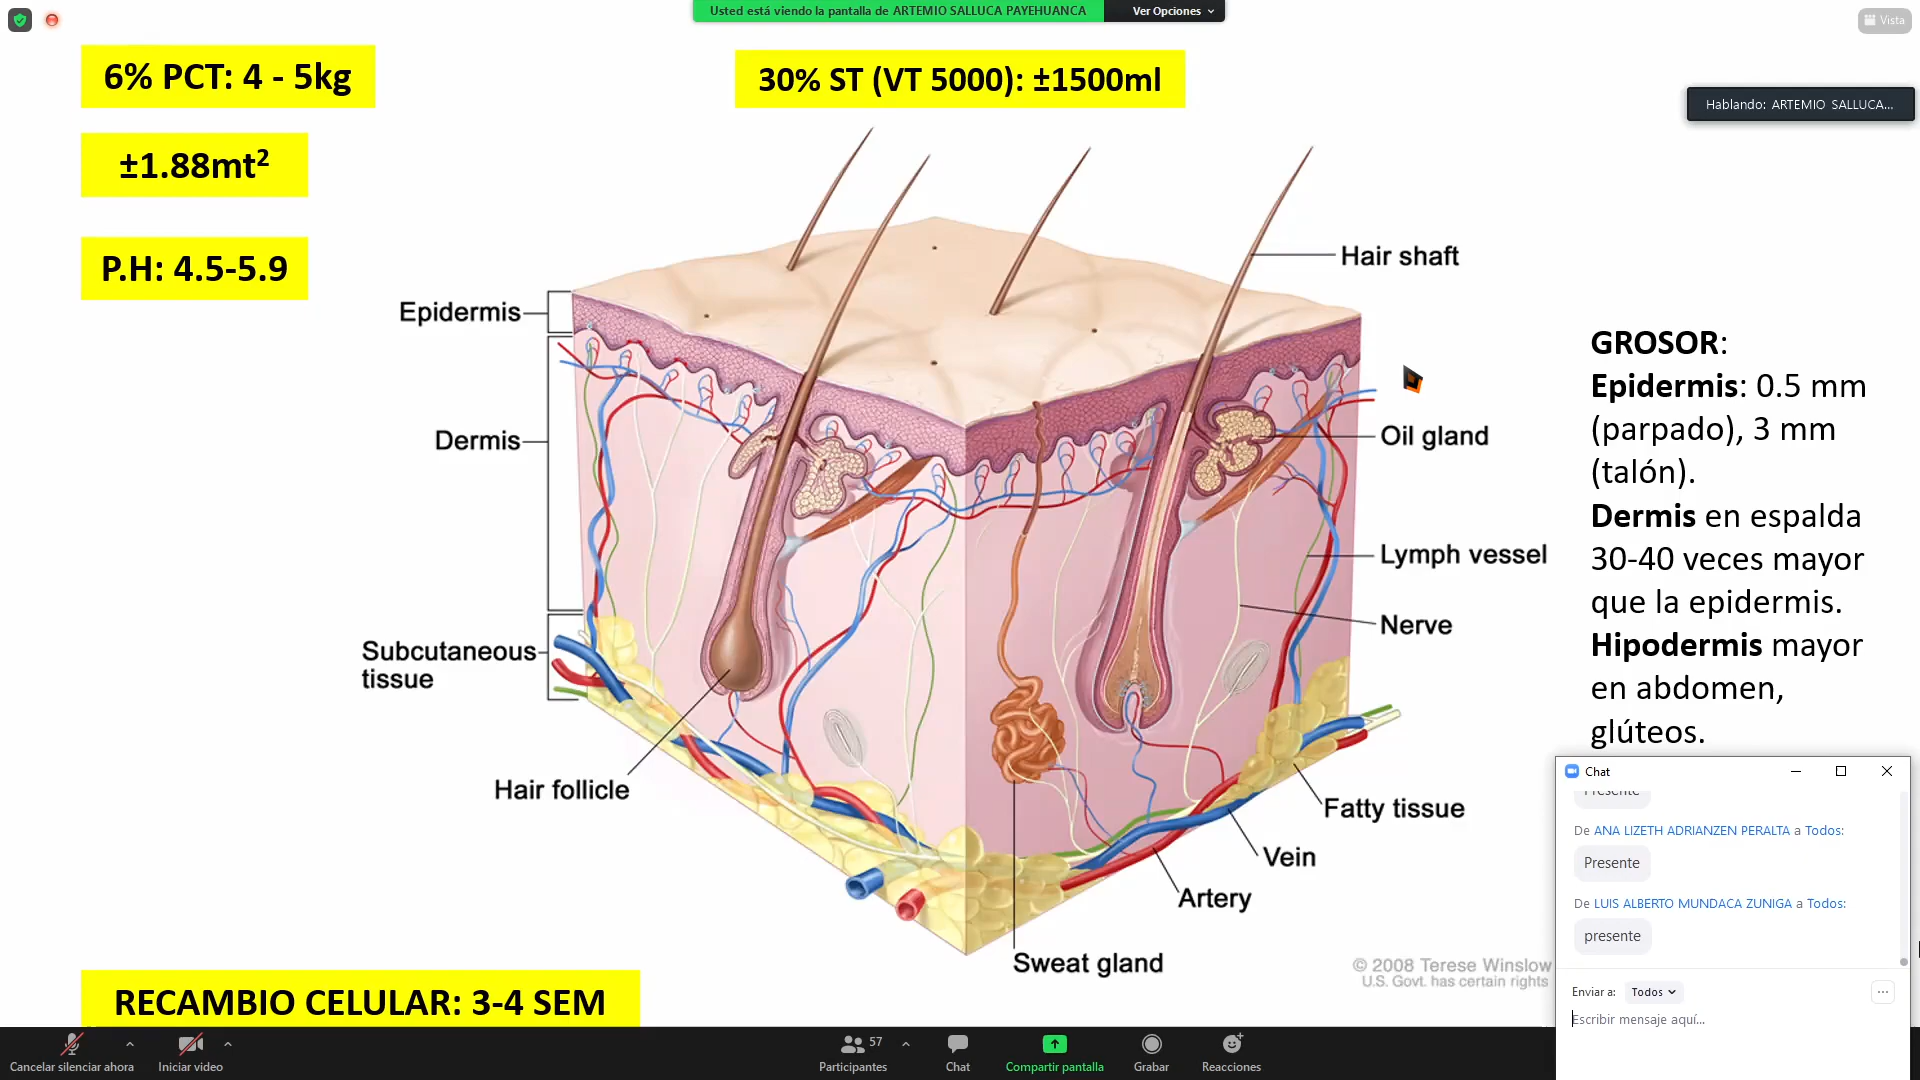 Usted está viendo la pantalla de ARTEMIO SALLUCA PAYEHUANCA
Ver Opciones
Vista
6% PCT: 4 - 5kg
30% ST (VT 5000): ±1500ml
Hablando: ARTEMIO SALLUCA...
±1.88mt²
P.H: 4.5-5.9
Hair shaft
Epidermis
Dermis
Subcutaneous
tissue
Hair follicle
Oil gland
Lymph vessel
Nerve
Fatty tissue
Vein
Artery
Sweat gland
GROSOR:
Epidermis: 0.5 mm
(parpado), 3 mm
(talón).
Dermis en espalda
30-40 veces mayor
que la epidermis.
Hipodermis mayor
en abdomen,
glúteos.
© 2008 Terese Winslow
U.S. Govt. has certain rights
RECAMBIO CELULAR: 3-4 SEM
Chat
Presente
De ANA LIZETH ADRIANZEN PERALTA a Todos:
Presente
De LUIS ALBERTO MUNDACA ZUNIGA a Todos:
presente
Enviar a: Todos
Escribir mensaje aquí...
Cancelar silenciar ahora
Iniciar video
57
Participantes
Chat
Compartir pantalla
Grabar
Reacciones